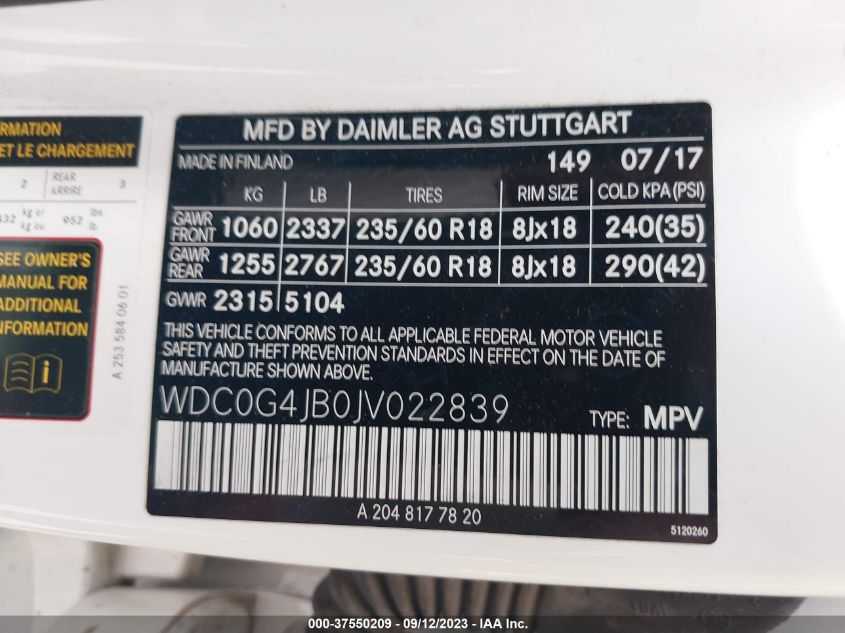 RMATION
ET LE CHARGEMENT
2 REAR ARRIERE 3
432 kg or kg ou 952 lbs. lb.
SEE OWNER'S
MANUAL FOR
ADDITIONAL
INFORMATION
A 253 584 06 01
MFD BY DAIMLER AG STUTTGART
MADE IN FINLAND 149 07/17
KG LB TIRES RIM SIZE COLD KPA(PSI)
GAWR FRONT 1060 2337 235/60 R18 8Jx18 240(35)
GAWR REAR 1255 2767 235/60 R18 8Jx18 290(42)
GVWR 2315 5104
THIS VEHICLE CONFORMS TO ALL APPLICABLE FEDERAL MOTOR VEHICLE
SAFETY AND THEFT PREVENTION STANDARDS IN EFFECT ON THE DATE OF
MANUFACTURE SHOWN ABOVE.
WDC0G4JB0JV022839 TYPE: MPV
A 204 817 78 20
5120260
000-37550209 - 09/12/2023 - IAA Inc.